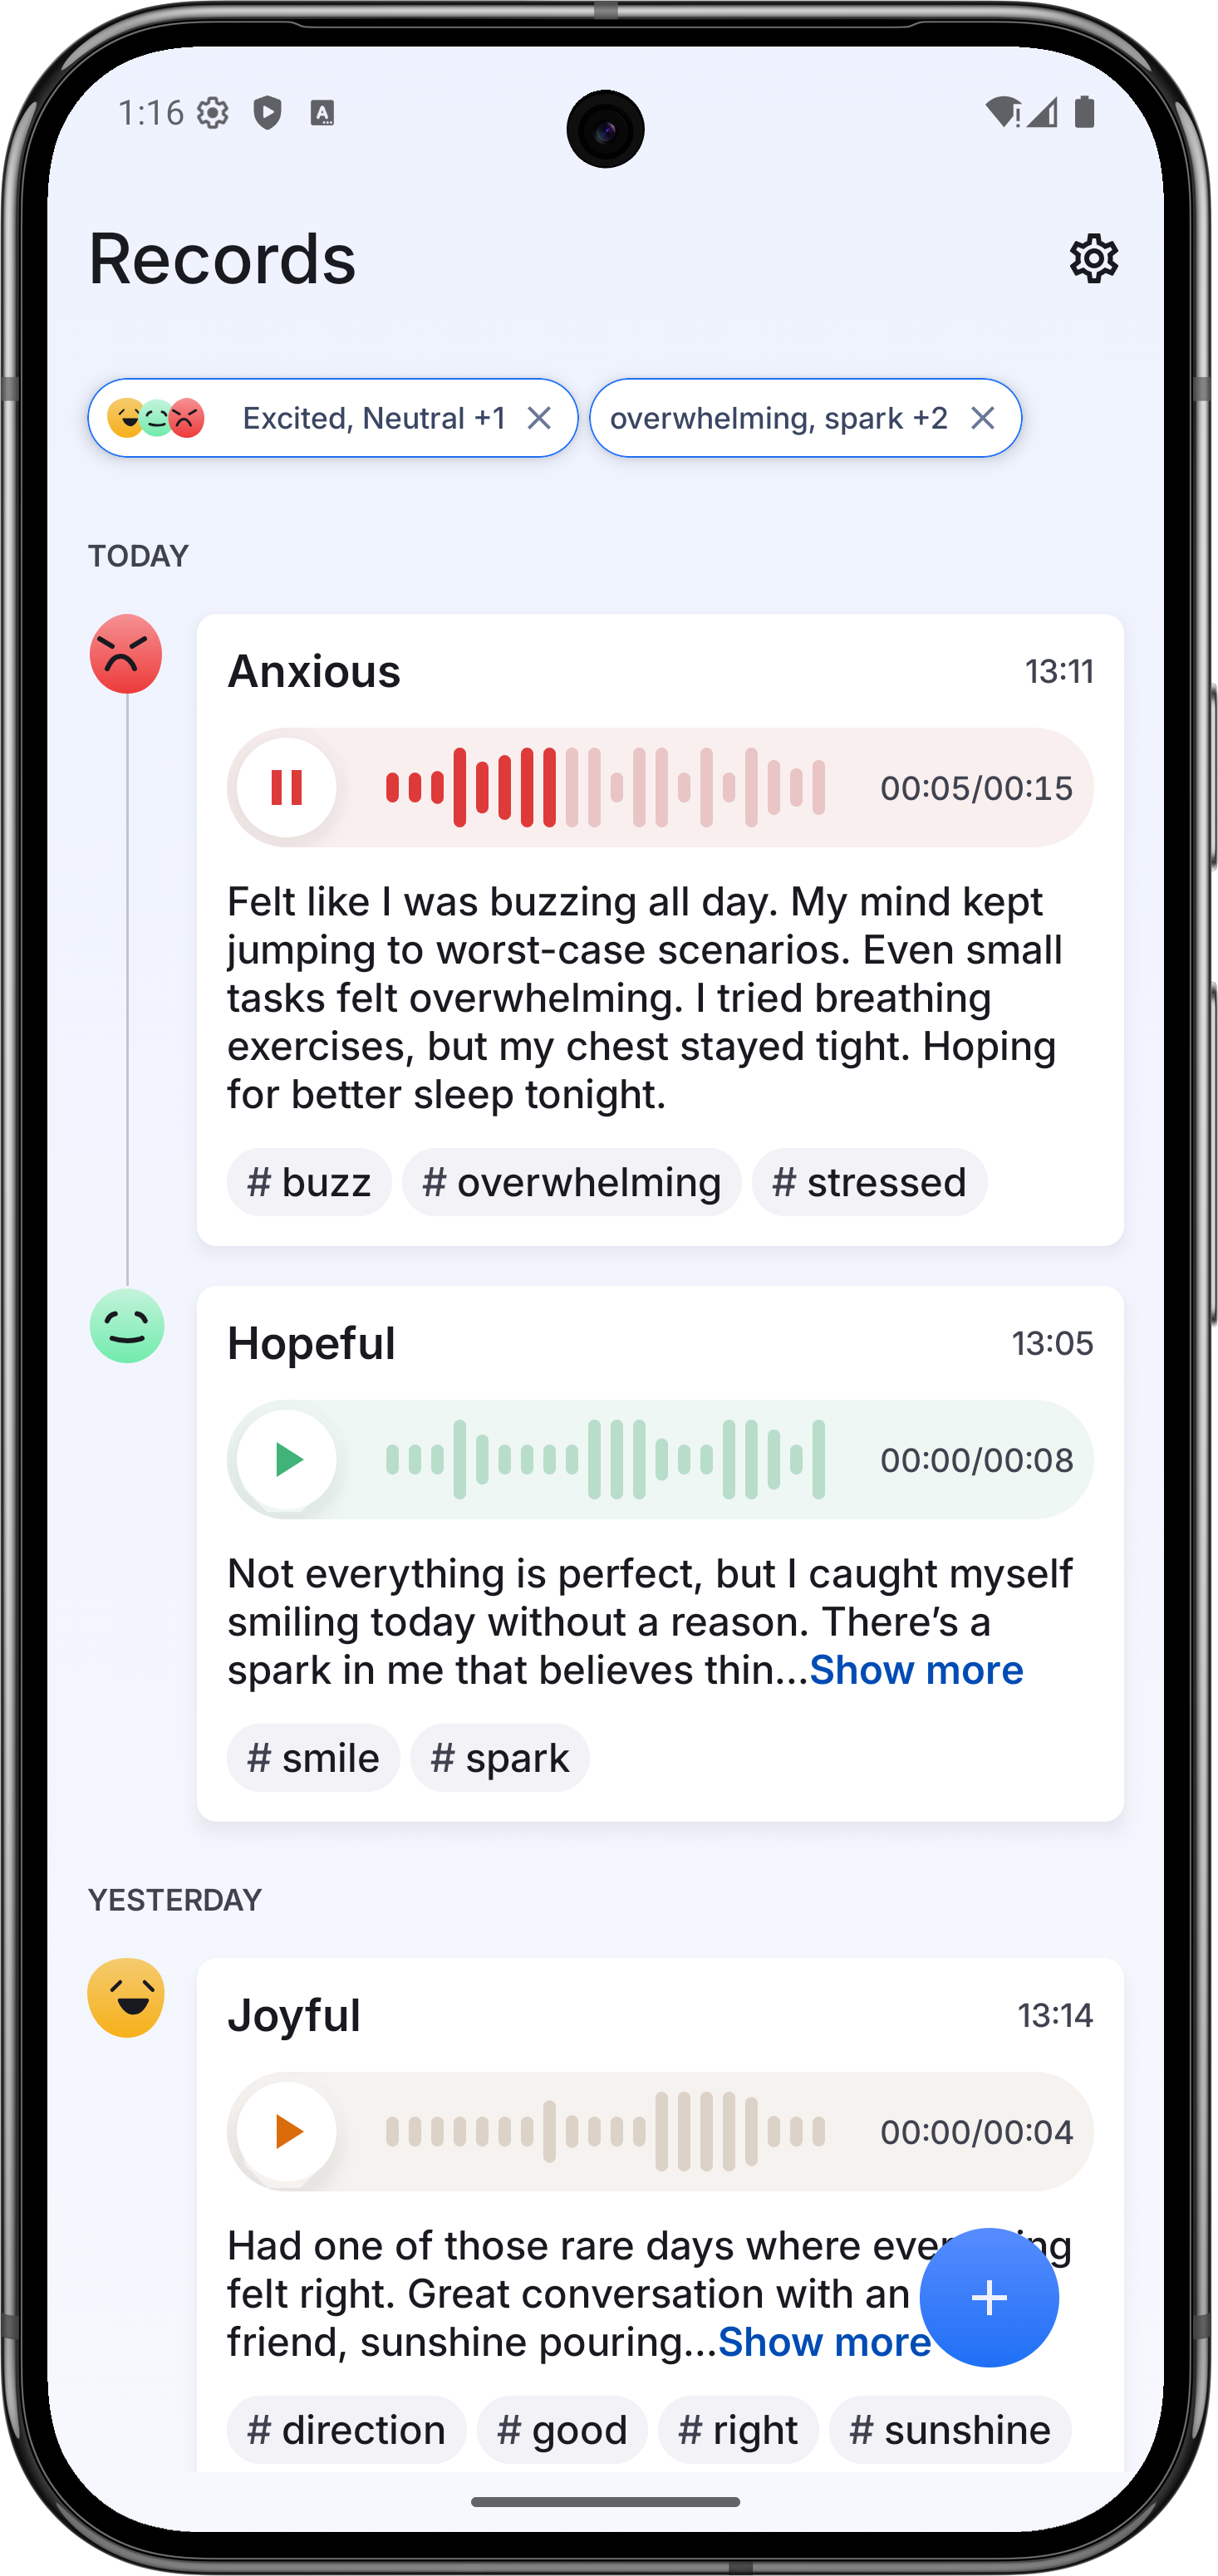 1:16
Records
Excited, Neutral +1
overwhelming, spark +2
TODAY
Anxious
13:11
00:05/00:15
Felt like I was buzzing all day. My mind kept
jumping to worst-case scenarios. Even small
tasks felt overwhelming. I tried breathing
exercises, but my chest stayed tight. Hoping
for better sleep tonight.
# buzz # overwhelming # stressed
Hopeful
13:05
00:00/00:08
Not everything is perfect, but I caught myself
smiling today without a reason. There’s a
spark in me that believes thin...Show more
# smile # spark
YESTERDAY
Joyful
13:14
00:00/00:04
Had one of those rare days where
felt right. Great conversation with an
friend, sunshine pouring...Show more
# direction # good # right # sunshine